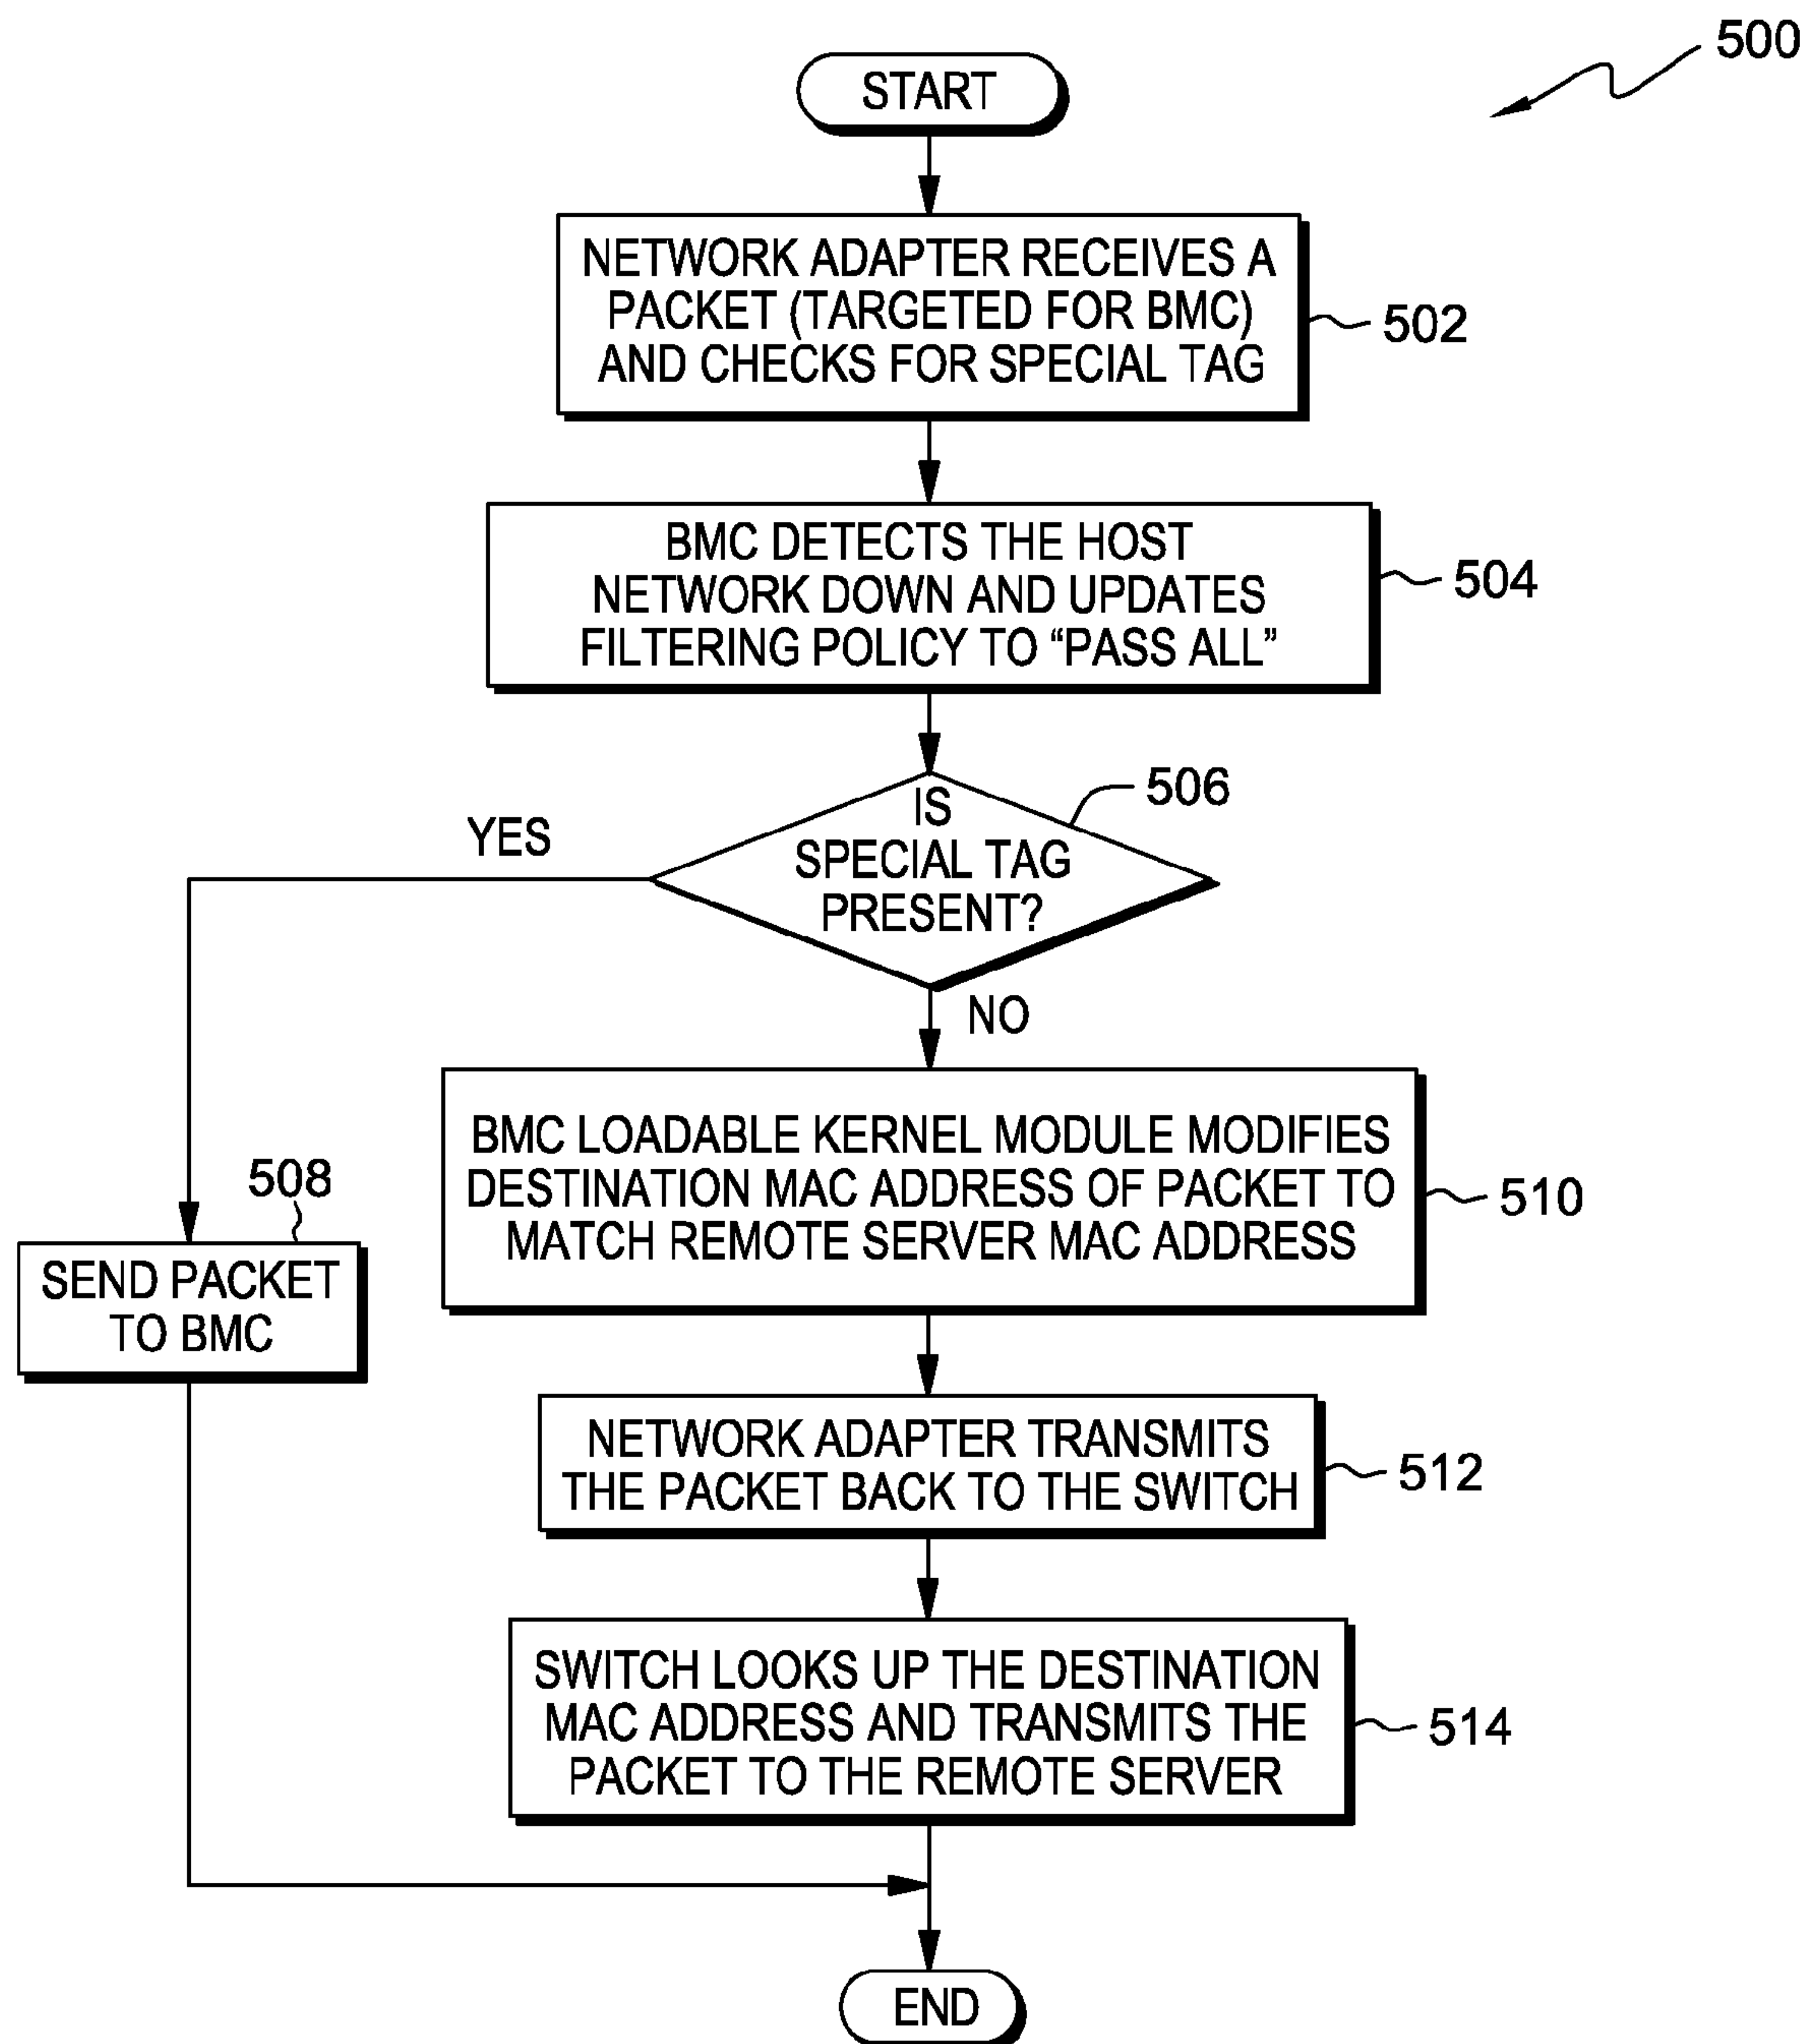 500
START
NETWORK ADAPTER RECEIVES A
PACKET (TARGETED FOR BMC)
AND CHECKS FOR SPECIAL TAG
502
BMC DETECTS THE HOST
NETWORK DOWN AND UPDATES
FILTERING POLICY TO “PASS ALL”
504
IS
SPECIAL TAG
PRESENT?
506
YES
NO
508
SEND PACKET
TO BMC
BMC LOADABLE KERNEL MODULE MODIFIES
DESTINATION MAC ADDRESS OF PACKET TO
MATCH REMOTE SERVER MAC ADDRESS
510
NETWORK ADAPTER TRANSMITS
THE PACKET BACK TO THE SWITCH
512
SWITCH LOOKS UP THE DESTINATION
MAC ADDRESS AND TRANSMITS THE
PACKET TO THE REMOTE SERVER
514
END